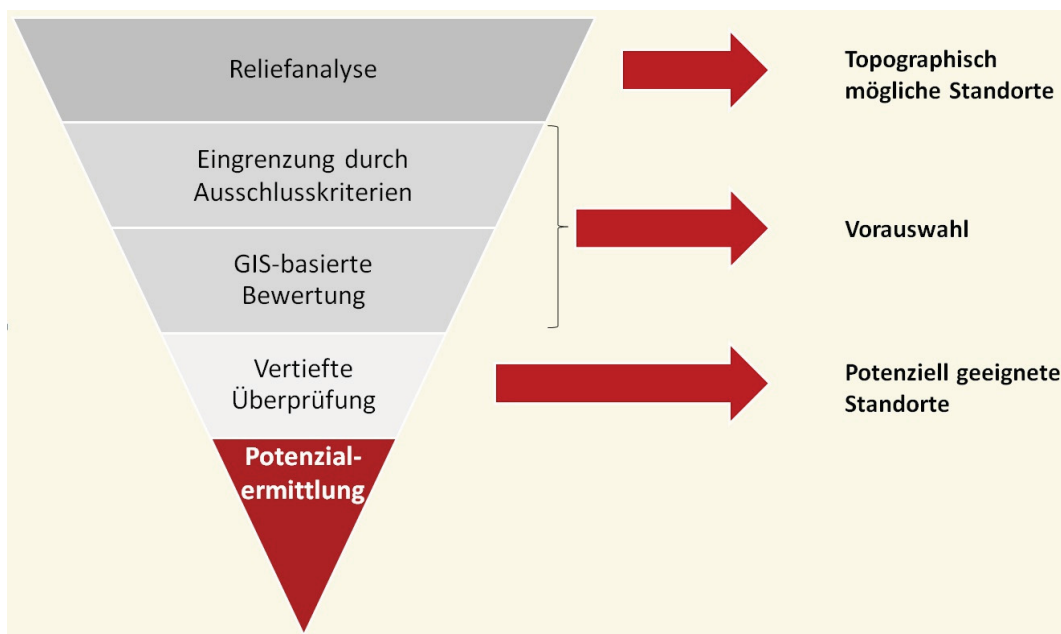 Reliefanalyse
Topographisch
mögliche Standorte
Eingrenzung durch
Ausschlusskriterien
GIS-basierte
Bewertung
Vorauswahl
Vertiefte
Überprüfung
Potenziell geeignete
Standorte
Potenzial-
ermittlung